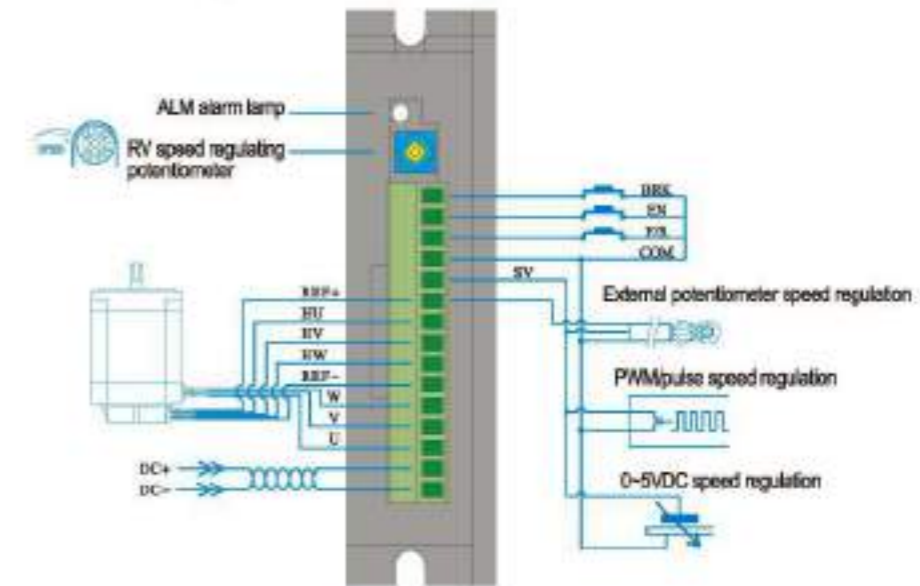 ALM alarm lamp
RV speed regulating
potentiometer
BRK
EN
F/R
COM
SV
External potentiometer speed regulation
REF+
HU
HV
HW
REF-
W
V
U
PWM/pulse speed regulation
DC+
DC-
0~5VDC speed regulation